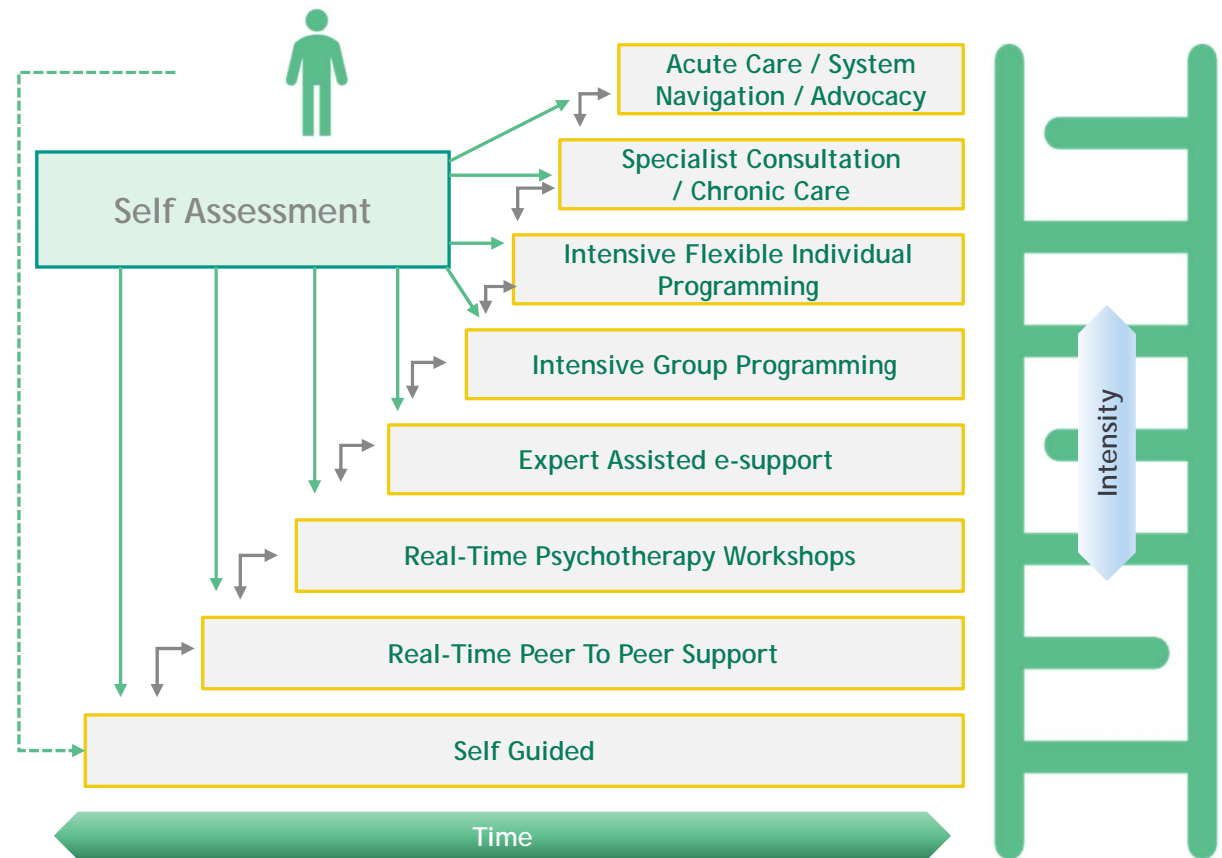 Acute Care / System
Navigation / Advocacy
Self Assessment
Specialist Consultation
/ Chronic Care
Intensive Flexible Individual
Programming
Intensive Group Programming
Expert Assisted e-support
Real-Time Psychotherapy Workshops
Real-Time Peer To Peer Support
Self Guided
Time
Intensity